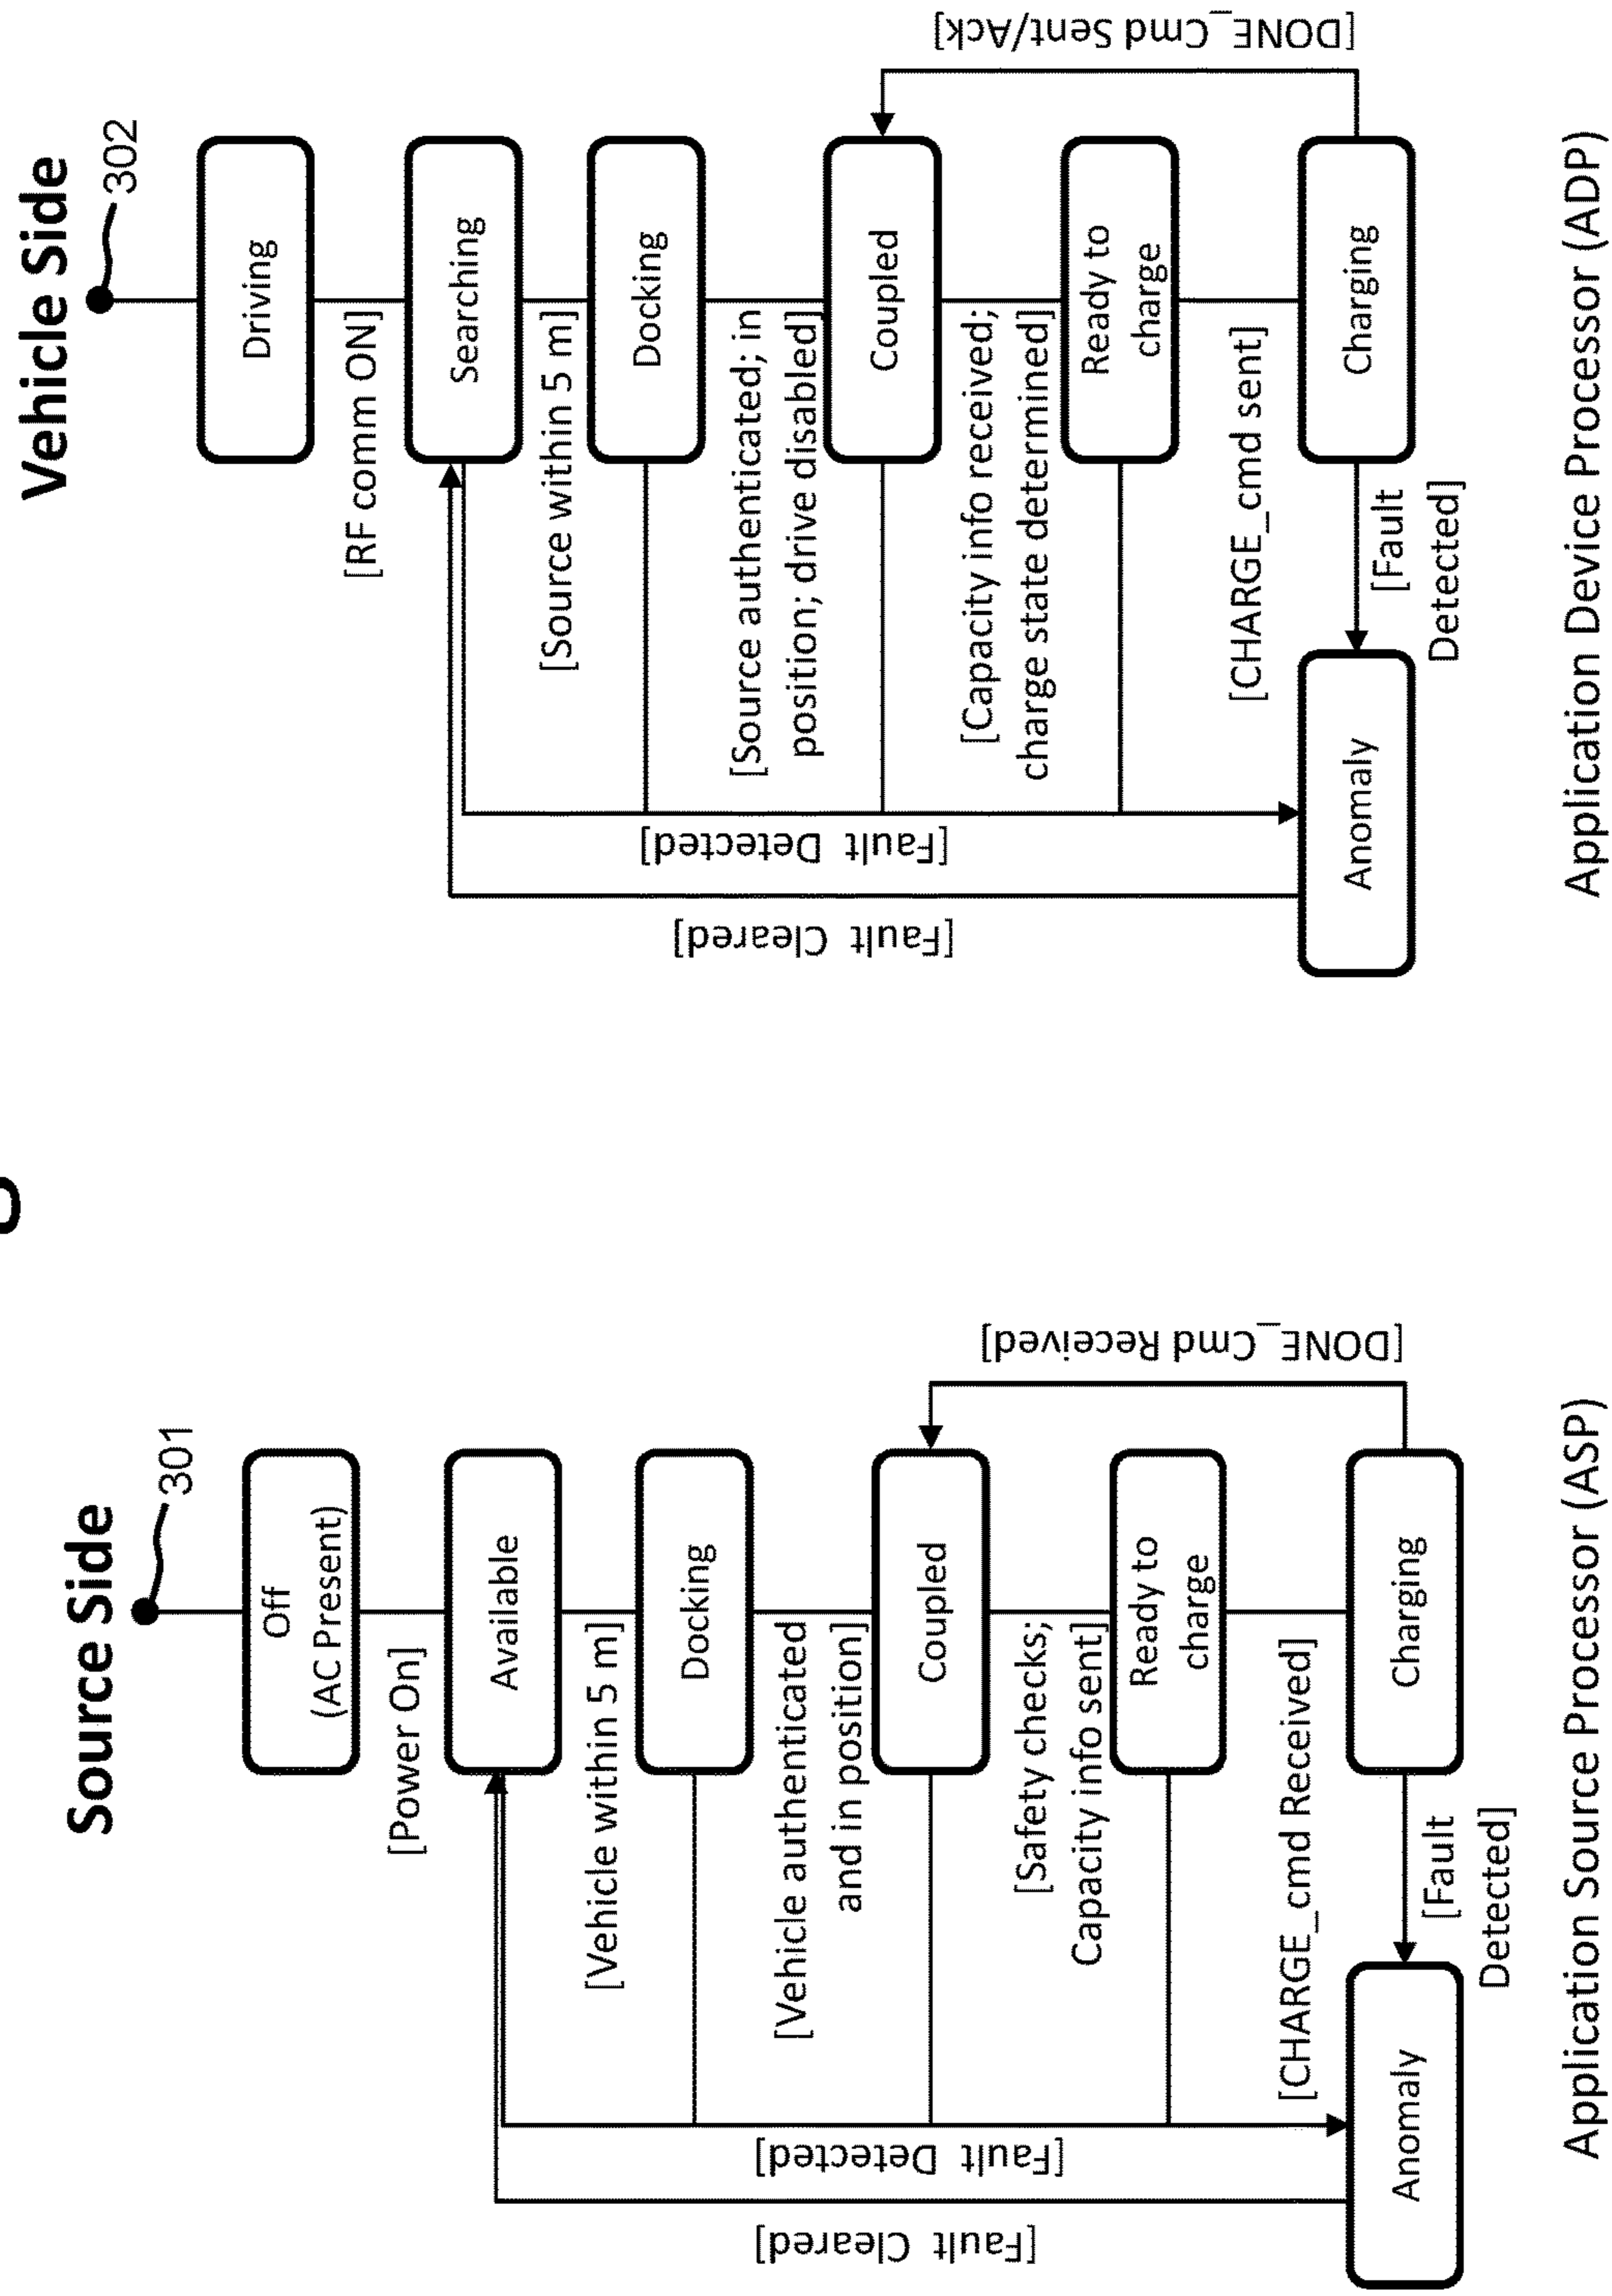 Source Side
301
Off
(AC Present)
[Power On]
Available
[Vehicle within 5 m]
Docking
[Vehicle authenticated
and in position]
Coupled
[Safety checks;
Capacity info sent]
Ready to
charge
[CHARGE_cmd Received]
Charging
[DONE_Cmd Received]
[Fault
Detected]
Anomaly
[Fault Detected]
[Fault Cleared]
Application Source Processor (ASP)
Vehicle Side
302
Driving
[RF comm ON]
Searching
[Source within 5 m]
Docking
[Source authenticated; in
position; drive disabled]
Coupled
[Capacity info received;
charge state determined]
Ready to
charge
[CHARGE_cmd sent]
Charging
[DONE_Cmd Sent/Ack]
[Fault
Detected]
Anomaly
[Fault Detected]
[Fault Cleared]
Application Device Processor (ADP)